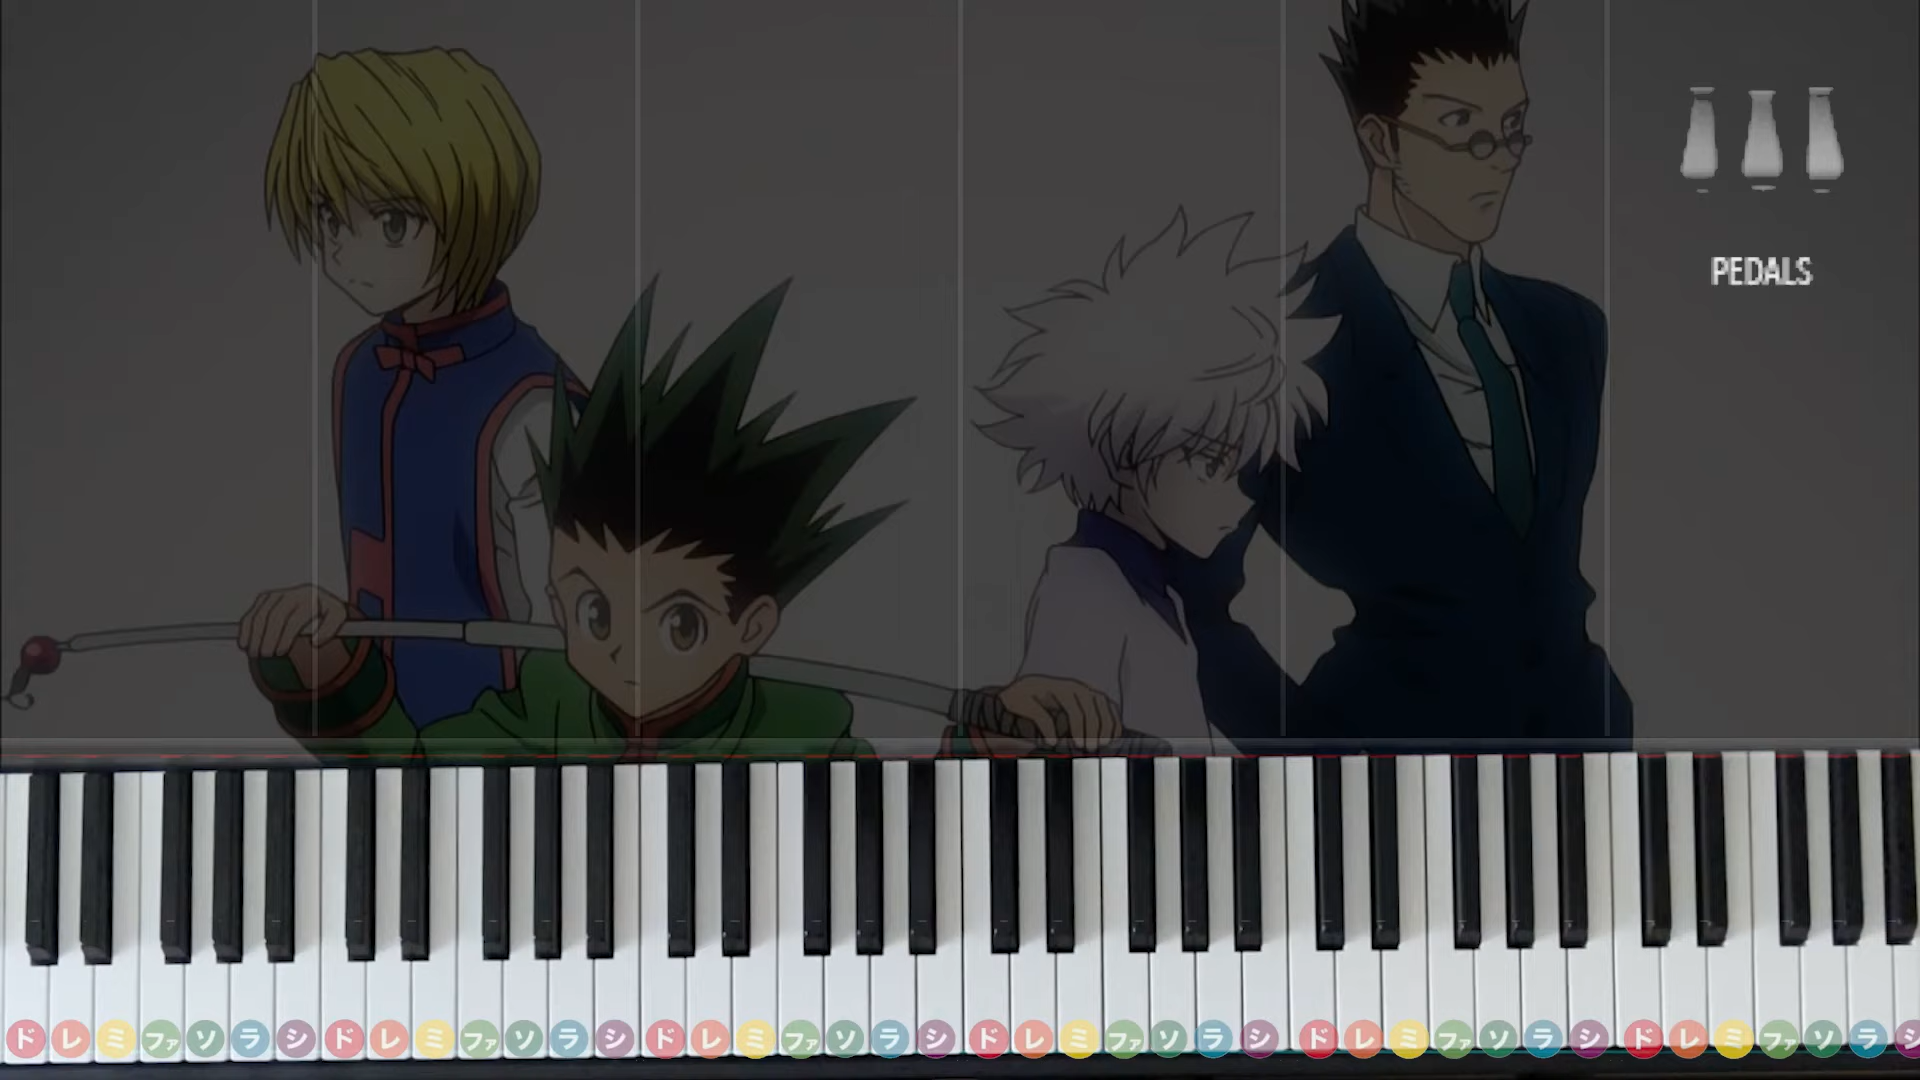 PEDALS
ド レ ミ ファ ソ ラ シ ド レ ミ ファ ソ ラ シ ド レ ミ ファ ソ ラ シ ド レ ミ ファ ソ ラ シ ド レ ミ ファ ソ ラ シ ド レ ミ ファ ソ ラ シ